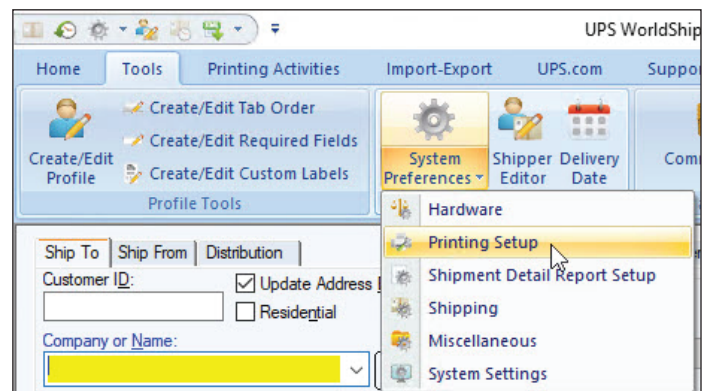 UPS WorldShip
Home Tools Printing Activities Import-Export UPS.com Suppo
Create/Edit Profile
Create/Edit Tab Order
Create/Edit Required Fields
Create/Edit Custom Labels
Profile Tools
System Preferences
Shipper Editor
Delivery Date
Com
Hardware
Printing Setup
Shipment Detail Report Setup
Shipping
Miscellaneous
System Settings
Ship To Ship From Distribution
Customer ID:
Update Address
Residential
Company or Name: